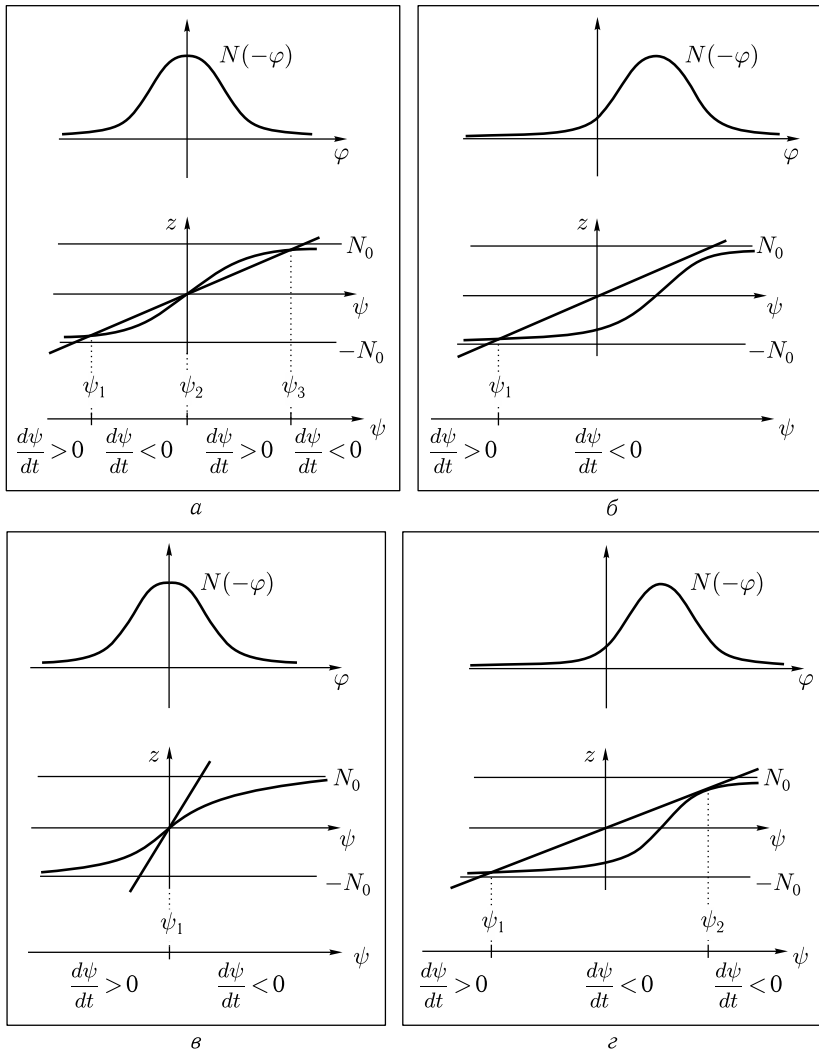 N(−φ)
φ
z
N₀
ψ
−N₀
ψ₁ ψ₂ ψ₃
ψ
dψ/dt > 0 dψ/dt < 0 dψ/dt > 0 dψ/dt < 0
а
N(−φ)
φ
z
N₀
ψ
−N₀
ψ₁
ψ
dψ/dt > 0 dψ/dt < 0
б
N(−φ)
φ
z
N₀
ψ
−N₀
ψ₁
ψ
dψ/dt > 0 dψ/dt < 0
в
N(−φ)
φ
z
N₀
ψ
−N₀
ψ₁ ψ₂
ψ
dψ/dt > 0 dψ/dt < 0 dψ/dt < 0
г